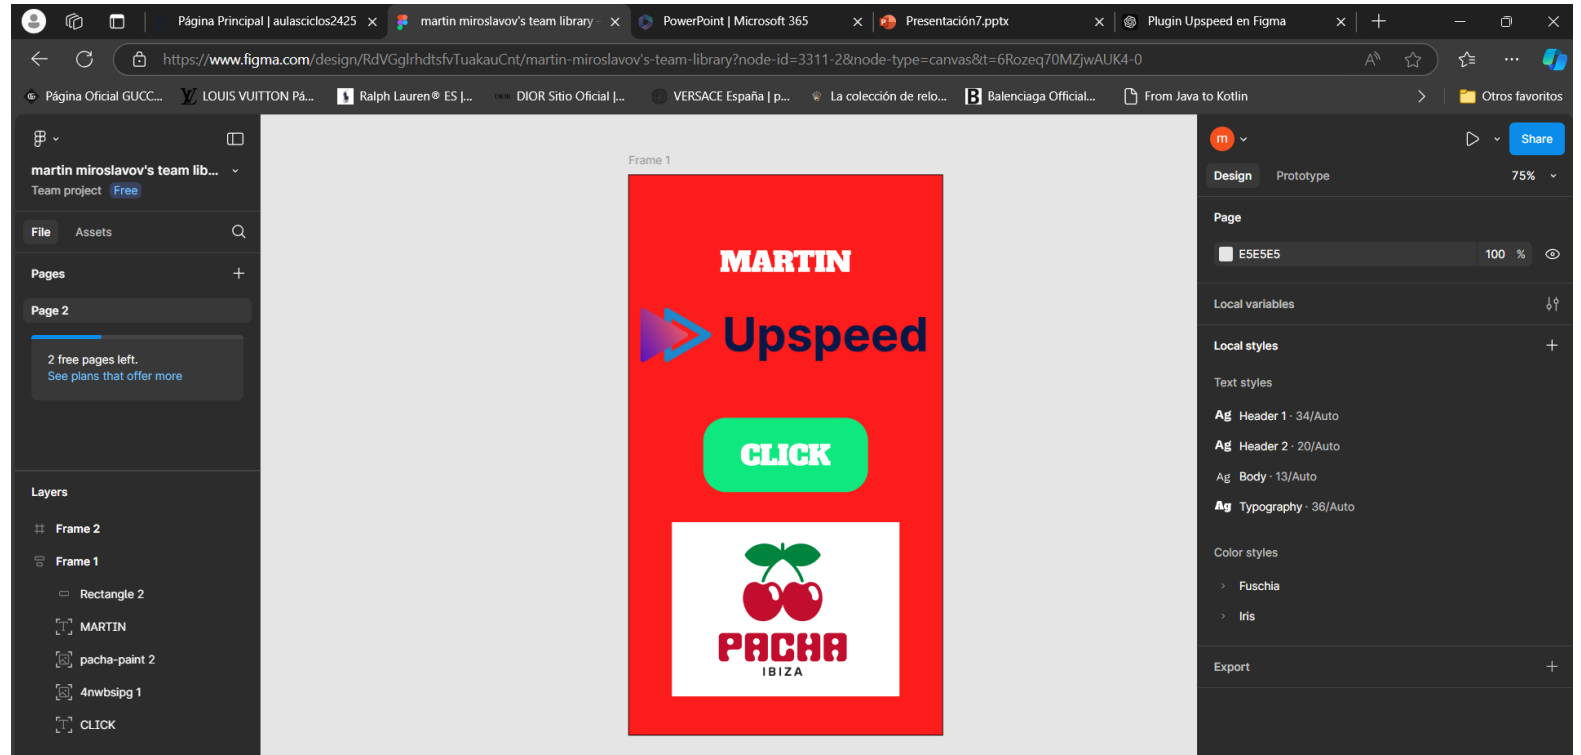 Página Principal | aulasciclos2425
martin miroslavov's team library -
PowerPoint | Microsoft 365
Presentación7.pptx
Plugin Upspeed en Figma
https://www.figma.com/design/RdVGglrhdtsfvTuakauCnt/martin-miroslavov's-team-library?node-id=3311-2&node-type=canvas&t=6Rozeq70MZjwAUK4-0
Página Oficial GUCC...
LOUIS VUITTON Pá...
Ralph Lauren® ES |...
DIOR Sitio Oficial |...
VERSACE España | p...
La colección de relo...
Balenciaga Official...
From Java to Kotlin
Otros favoritos
martin miroslavov's team lib...
Team project Free
File Assets
Pages
Page 2
2 free pages left.
See plans that offer more
Layers
Frame 2
Frame 1
Rectangle 2
MARTIN
pacha-paint 2
4nwbsipg 1
CLICK
Frame 1
MARTIN
Upspeed
CLICK
PACHA
IBIZA
m
Share
Design Prototype 75%
Page
E5E5E5 100 %
Local variables
Local styles
Text styles
Ag Header 1 · 34/Auto
Ag Header 2 · 20/Auto
Ag Body · 13/Auto
Ag Typography · 36/Auto
Color styles
Fuschia
Iris
Export